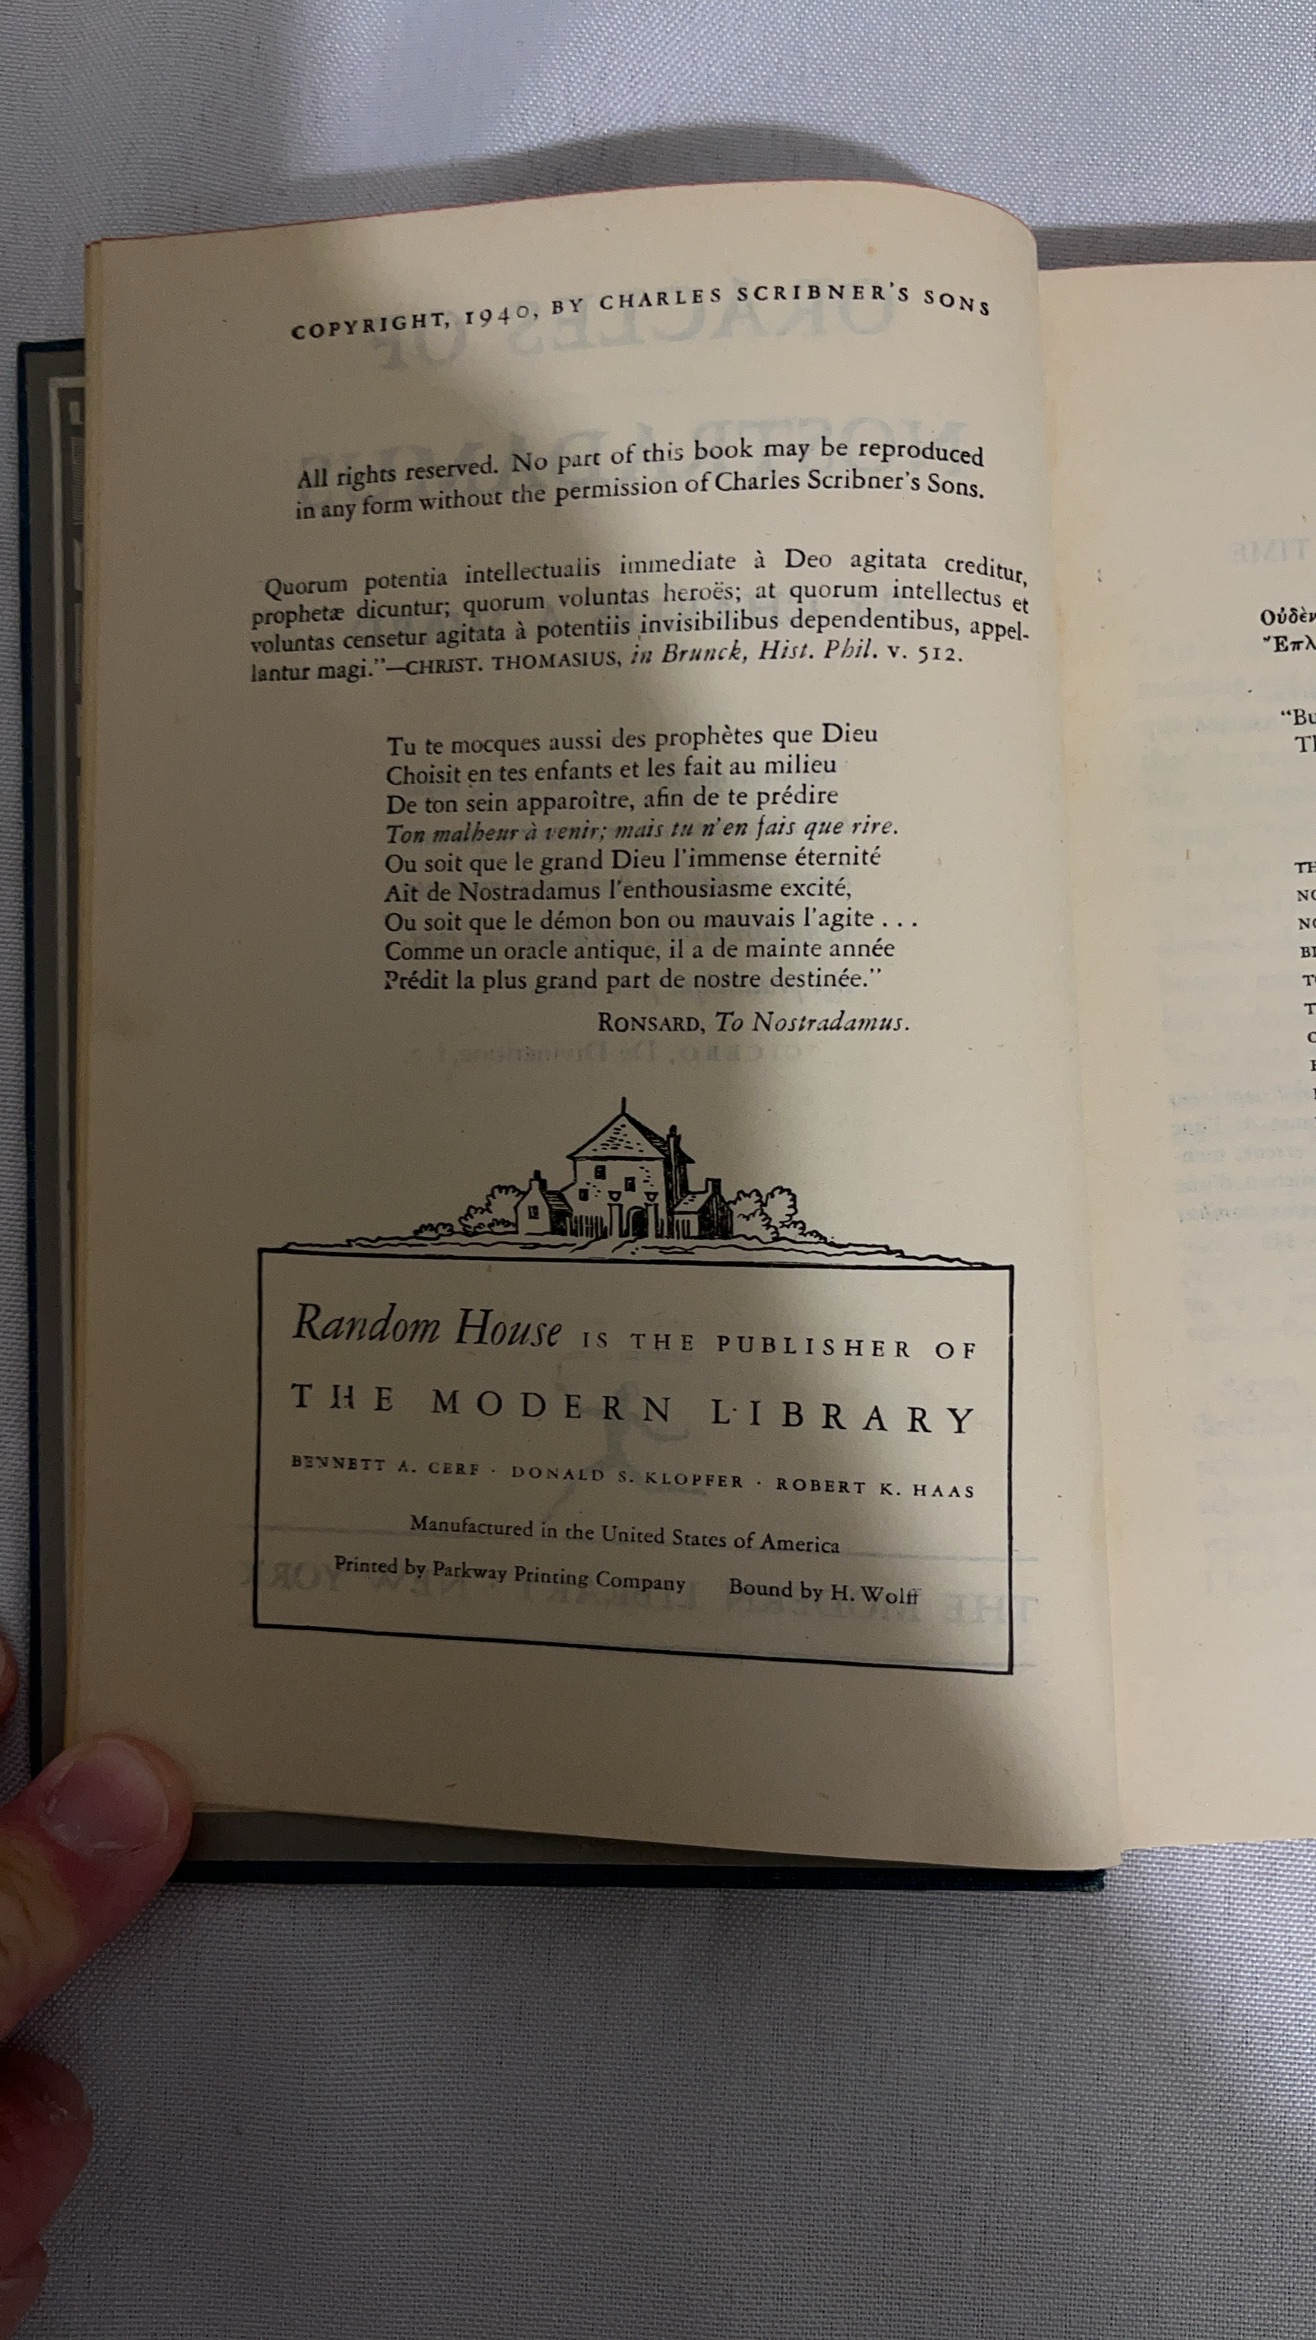 COPYRIGHT, 1940, BY CHARLES SCRIBNER'S SONS
All rights reserved. No part of this book may be reproduced
in any form without the permission of Charles Scribner's Sons.
"Quorum potentia intellectualis immediate à Deo agitata creditur,
prophetæ dicuntur; quorum voluntas heroës; at quorum intellectus et
voluntas censetur agitata à potentiis invisibilibus dependentibus, appel-
lantur magi."—CHRIST. THOMASIUS, in Brunck, Hist. Phil. v. 512.
Tu te mocques aussi des prophètes que Dieu
Choisit en tes enfants et les fait au milieu
De ton sein apparoître, afin de te prédire
Ton malheur à venir; mais tu n'en fais que rire.
Ou soit que le grand Dieu l'immense éternité
Ait de Nostradamus l'enthousiasme excité,
Ou soit que le démon bon ou mauvais l'agite . . .
Comme un oracle antique, il a de mainte année
Prédit la plus grand part de nostre destinée."
RONSARD, To Nostradamus.
Random House IS THE PUBLISHER OF
THE MODERN LIBRARY
BENNETT A. CERF · DONALD S. KLOPFER · ROBERT K. HAAS
Manufactured in the United States of America
Printed by Parkway Printing Company Bound by H. Wolff
Οὐδὲν
"Bu